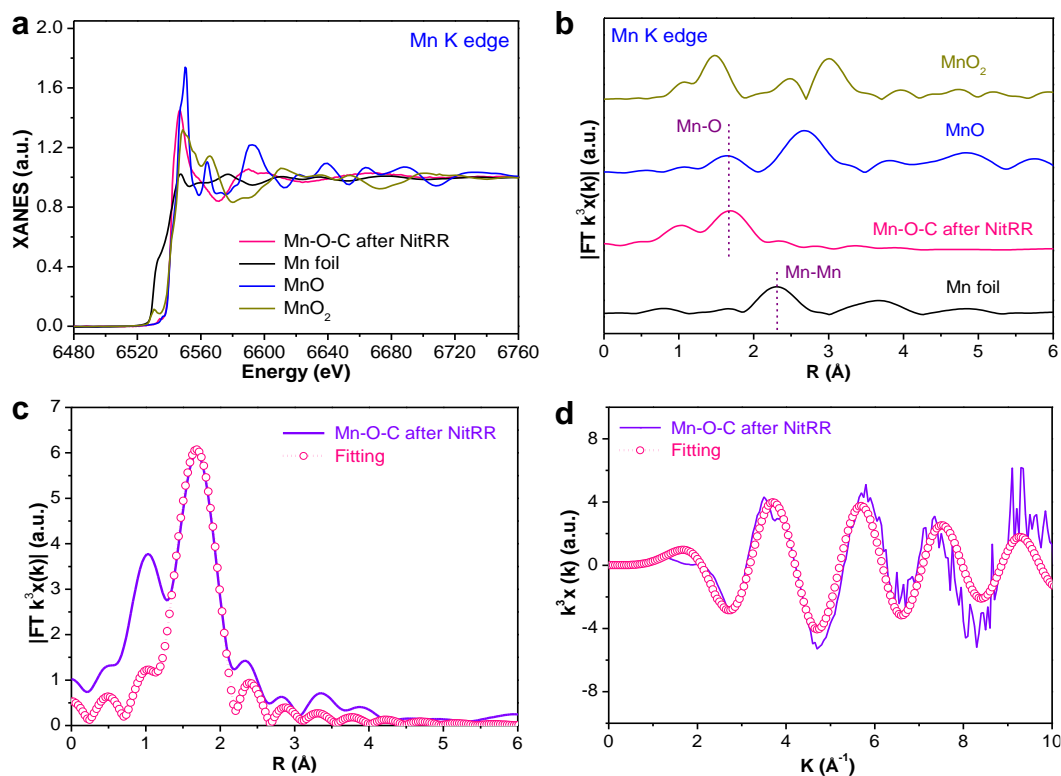 a
Mn K edge
XANES (a.u.)
2.0
1.6
1.2
0.8
0.4
0.0
Mn-O-C after NitRR
Mn foil
MnO
MnO2
6480 6520 6560 6600 6640 6680 6720 6760
Energy (eV)
b
Mn K edge
|FT k³x(k)| (a.u.)
MnO2
Mn-O
MnO
Mn-O-C after NitRR
Mn-Mn
Mn foil
0 1 2 3 4 5 6
R (Å)
c
|FT k³x(k)| (a.u.)
7
6
5
4
3
2
1
0
Mn-O-C after NitRR
Fitting
0 1 2 3 4 5 6
R (Å)
d
k³x (k) (a.u.)
8
4
0
-4
-8
Mn-O-C after NitRR
Fitting
0 2 4 6 8 10
K (Å⁻¹)